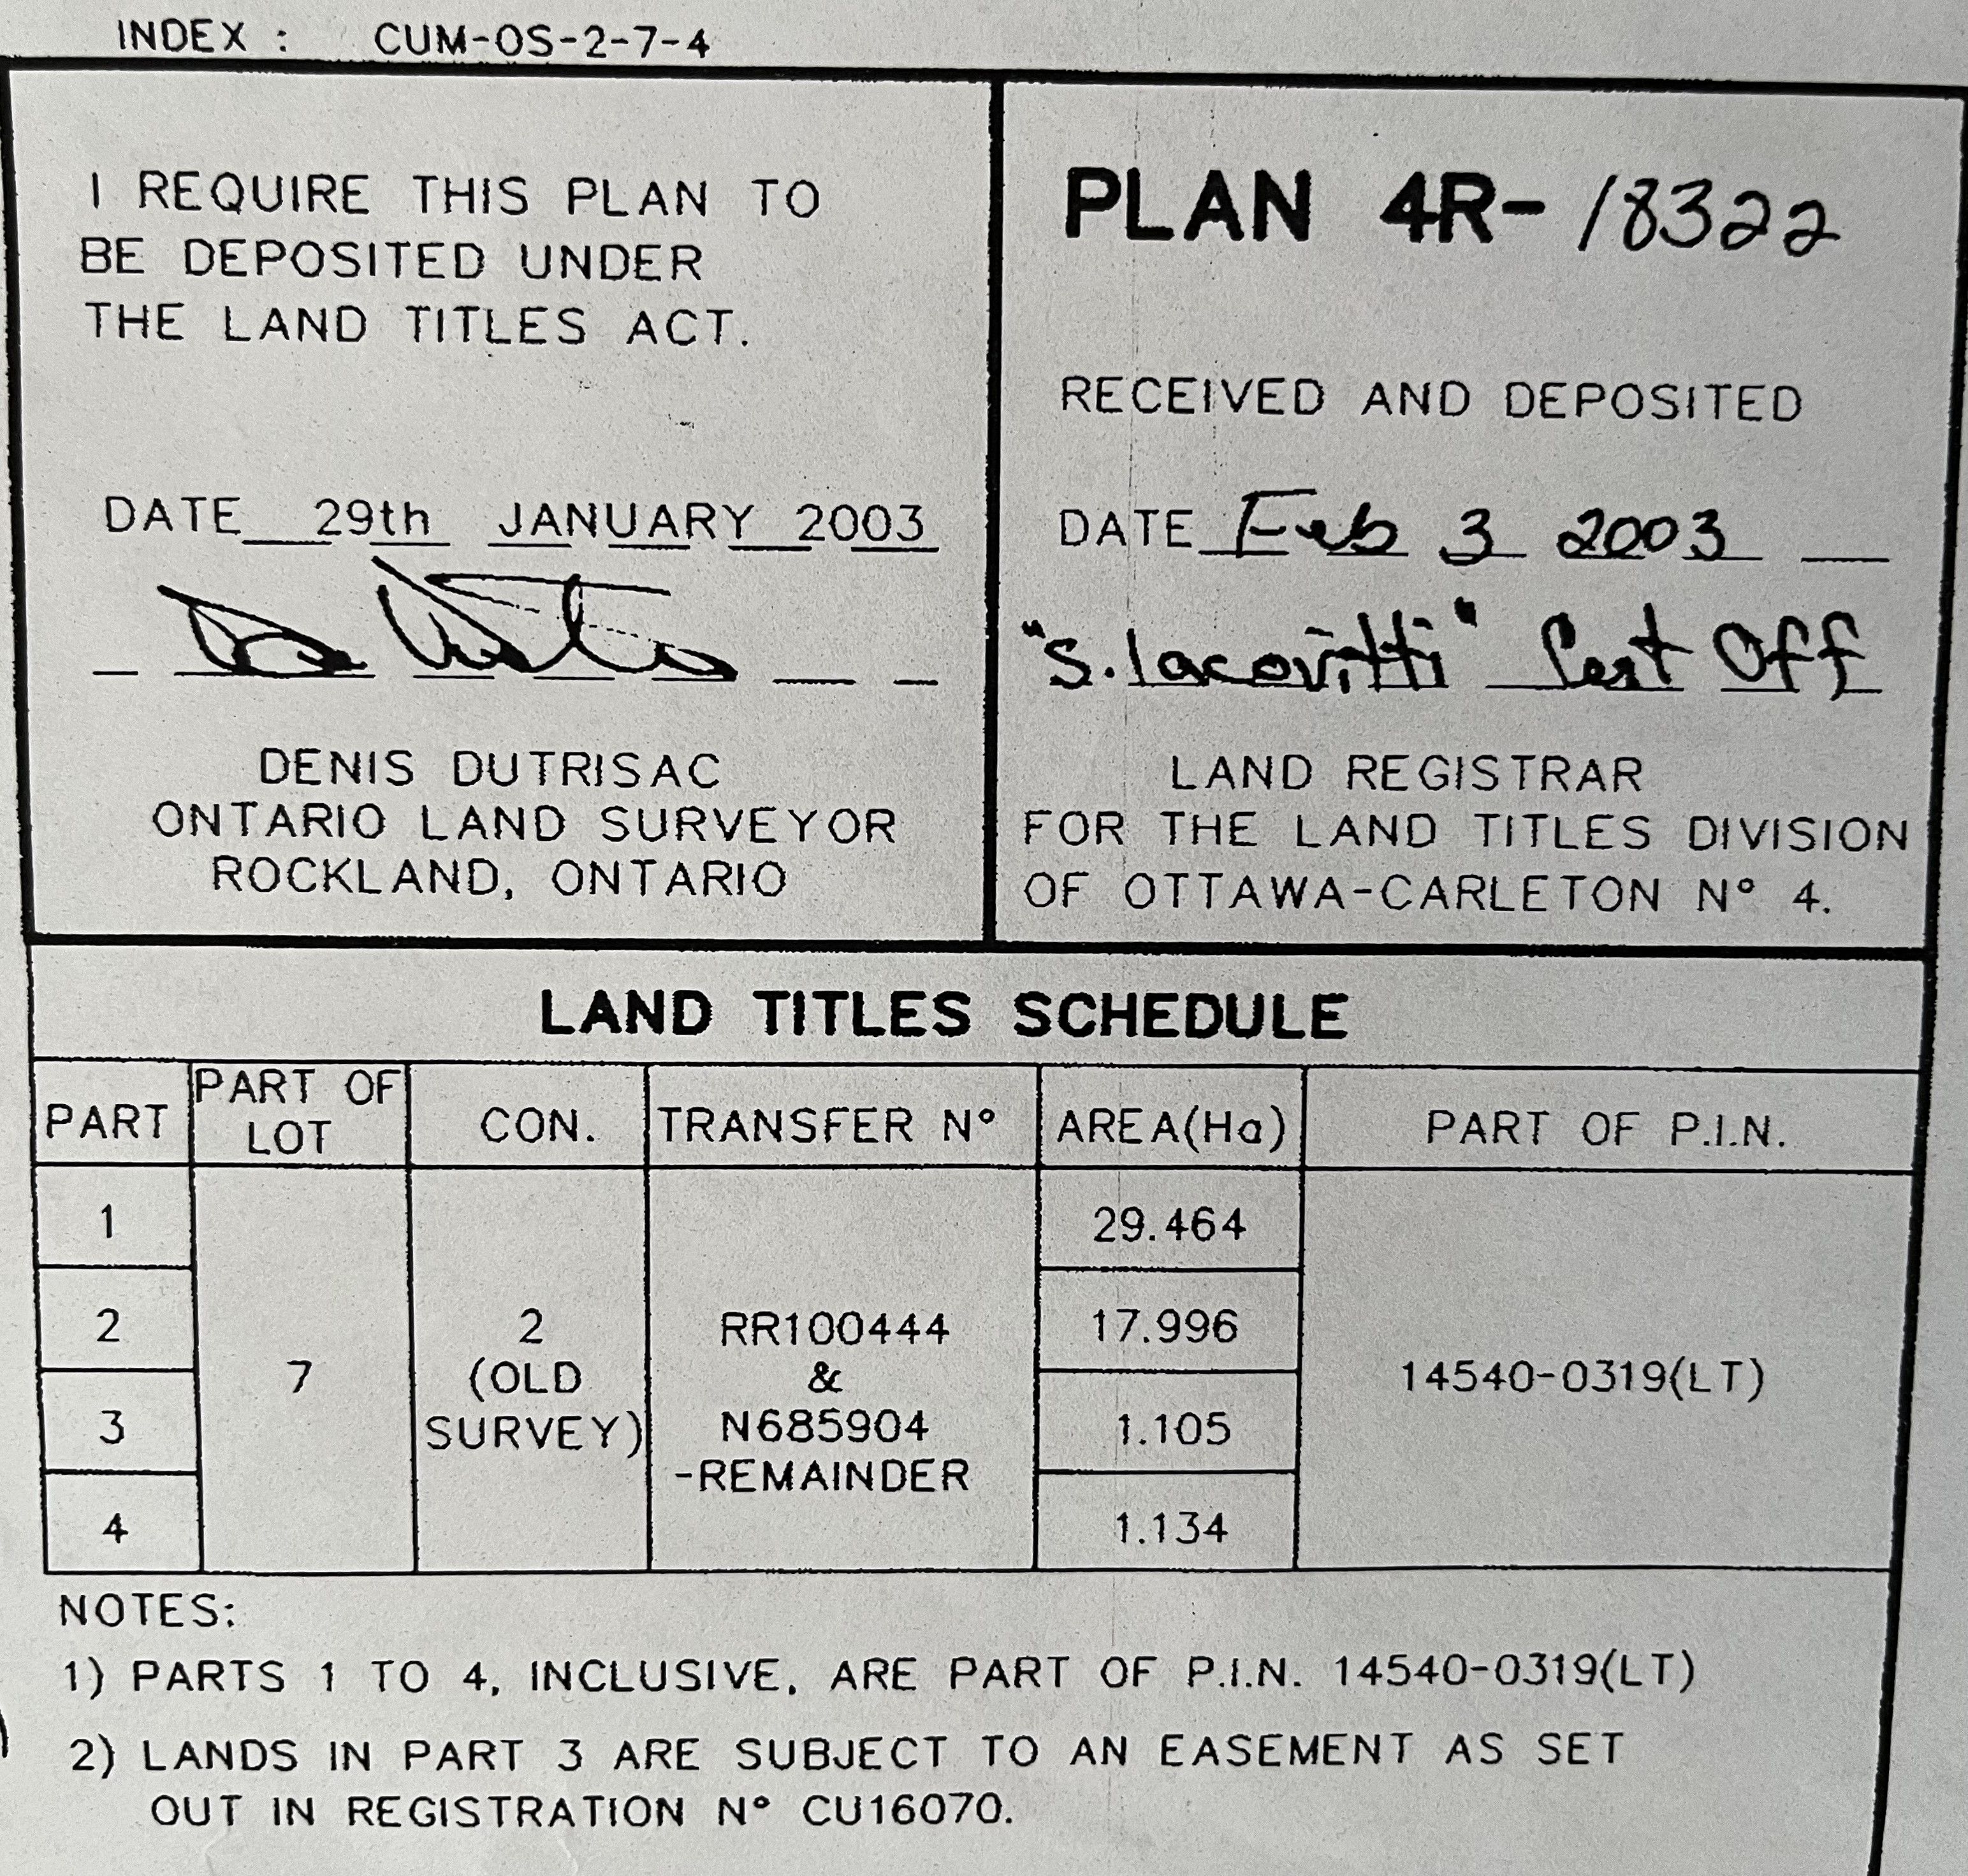 INDEX : CUM-OS-2-7-4
I REQUIRE THIS PLAN TO
BE DEPOSITED UNDER
THE LAND TITLES ACT.
DATE 29th JANUARY 2003
DENIS DUTRISAC
ONTARIO LAND SURVEYOR
ROCKLAND, ONTARIO
PLAN 4R-18322
RECEIVED AND DEPOSITED
DATE Feb 3 2003
"S. Iacovitti" Off
LAND REGISTRAR
FOR THE LAND TITLES DIVISION
OF OTTAWA-CARLETON Nº 4.
LAND TITLES SCHEDULE
PART
PART OF
LOT
CON.
TRANSFER Nº
AREA(Ha)
PART OF P.I.N.
1
2
3
4
7
2
(OLD
SURVEY)
RR100444
&
N685904
-REMAINDER
29.464
17.996
1.105
1.134
14540-0319(LT)
NOTES:
1) PARTS 1 TO 4, INCLUSIVE, ARE PART OF P.I.N. 14540-0319(LT)
2) LANDS IN PART 3 ARE SUBJECT TO AN EASEMENT AS SET
OUT IN REGISTRATION Nº CU16070.